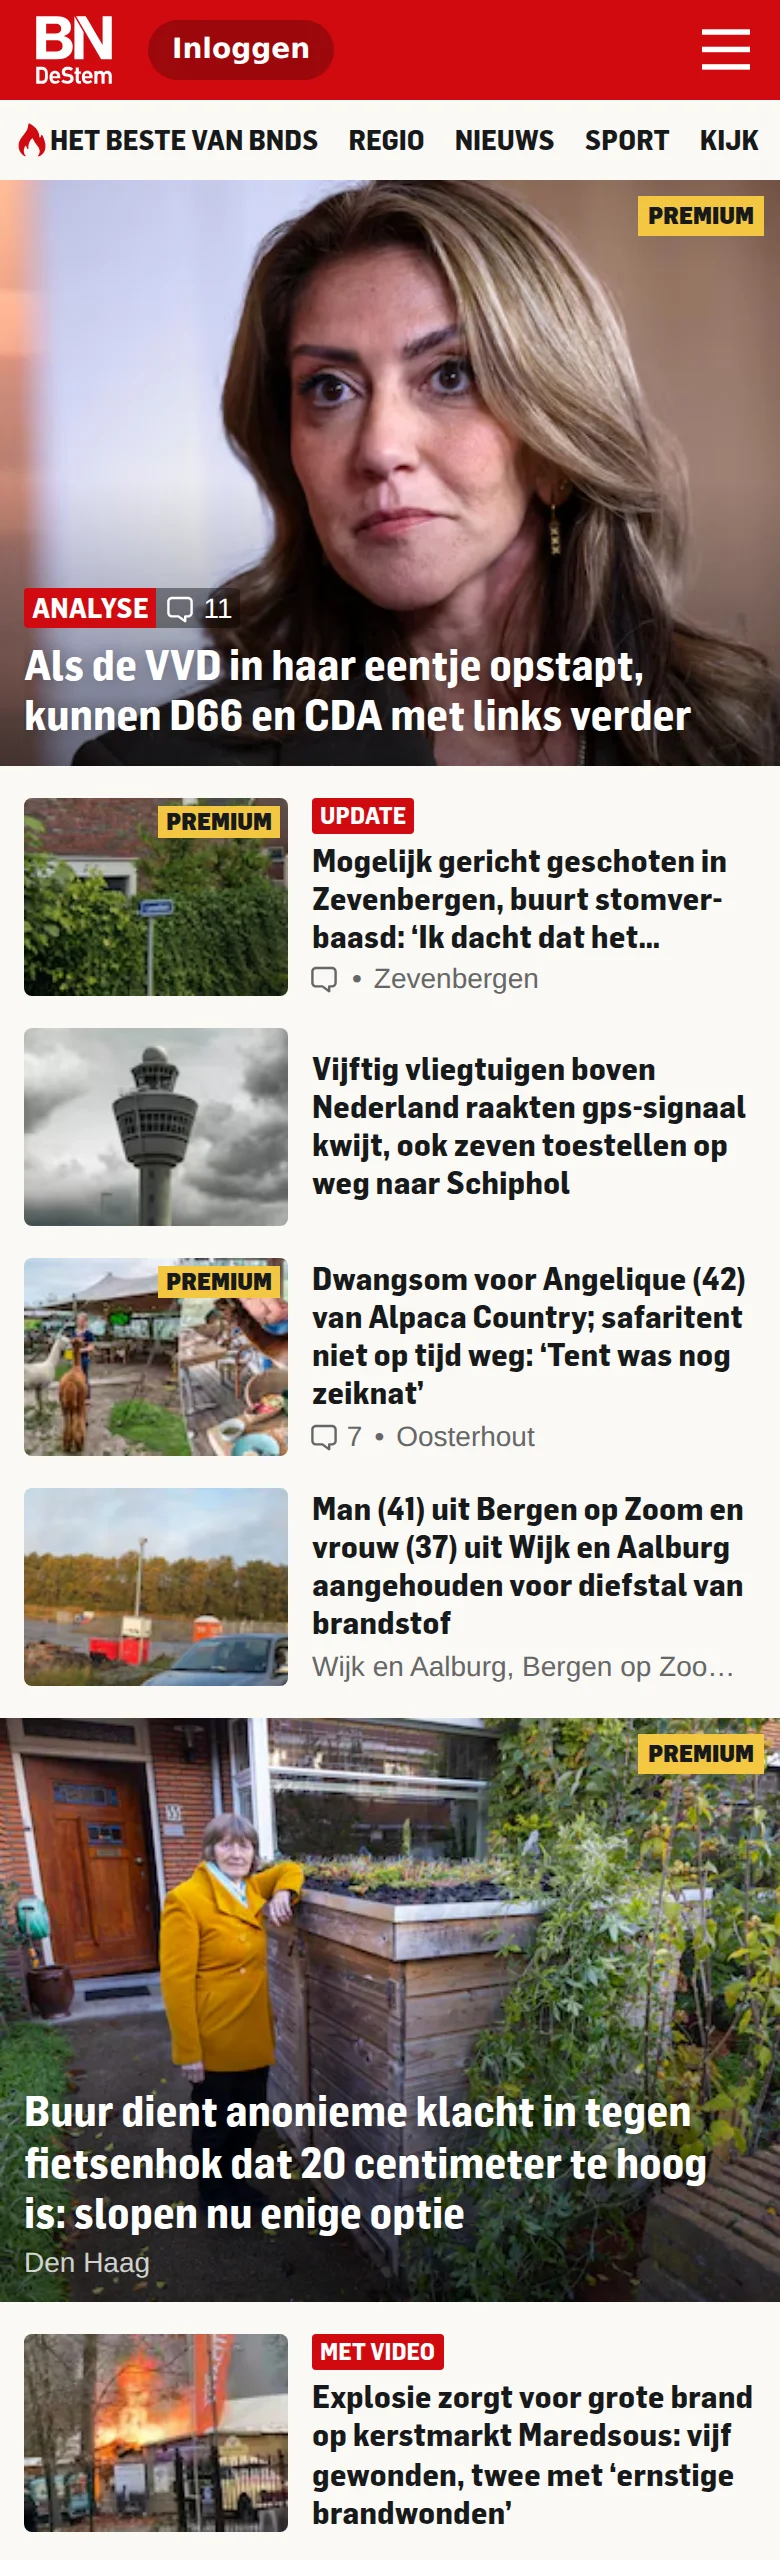 BN
DeStem
Inloggen
HET BESTE VAN BNDS REGIO NIEUWS SPORT KIJK
PREMIUM
ANALYSE 11
Als de VVD in haar eentje opstapt,
kunnen D66 en CDA met links verder
PREMIUM
UPDATE
Mogelijk gericht geschoten in
Zevenbergen, buurt stomver-
baasd: ‘Ik dacht dat het...
• Zevenbergen
Vijftig vliegtuigen boven
Nederland raakten gps-signaal
kwijt, ook zeven toestellen op
weg naar Schiphol
PREMIUM
Dwangsom voor Angelique (42)
van Alpaca Country; safaritent
niet op tijd weg: ‘Tent was nog
zeiknat’
7 • Oosterhout
Man (41) uit Bergen op Zoom en
vrouw (37) uit Wijk en Aalburg
aangehouden voor diefstal van
brandstof
Wijk en Aalburg, Bergen op Zoo…
PREMIUM
Buur dient anonieme klacht in tegen
fietsenhok dat 20 centimeter te hoog
is: slopen nu enige optie
Den Haag
MET VIDEO
Explosie zorgt voor grote brand
op kerstmarkt Maredsous: vijf
gewonden, twee met ‘ernstige
brandwonden’